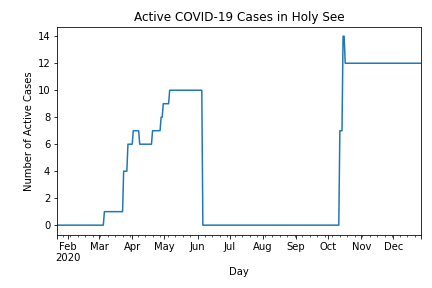 Active COVID-19 Cases in Holy See
Number of Active Cases
14
12
10
8
6
4
2
0
Feb Mar Apr May Jun Jul Aug Sep Oct Nov Dec
2020
Day